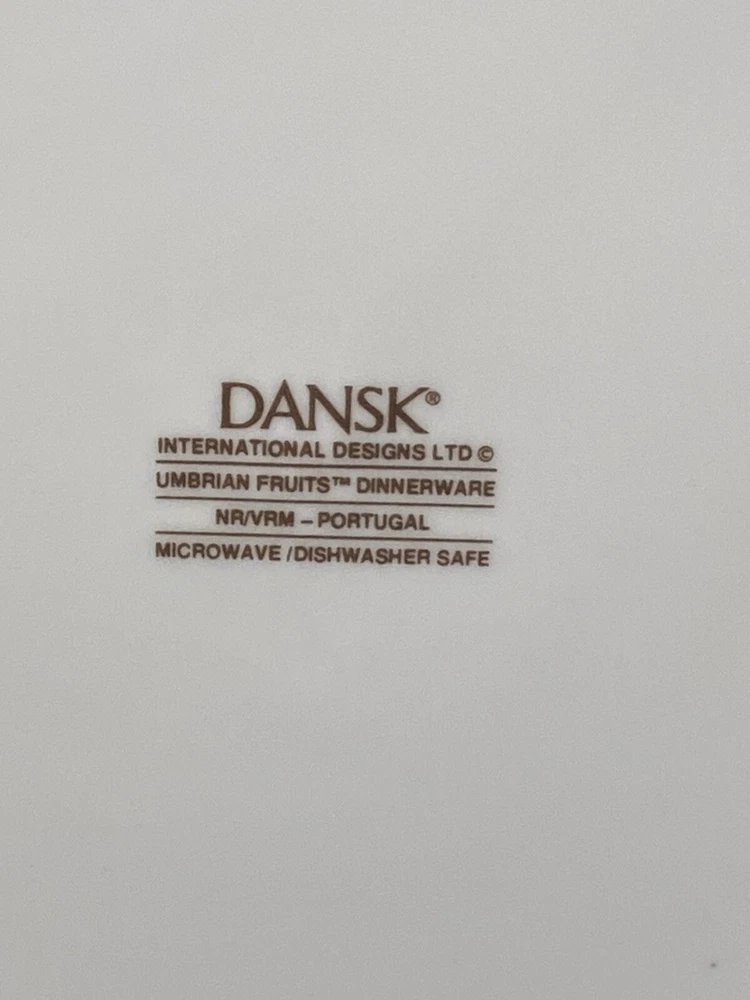 DANSK®
INTERNATIONAL DESIGNS LTD ©
UMBRIAN FRUITS™ DINNERWARE
NR/VRM – PORTUGAL
MICROWAVE /DISHWASHER SAFE